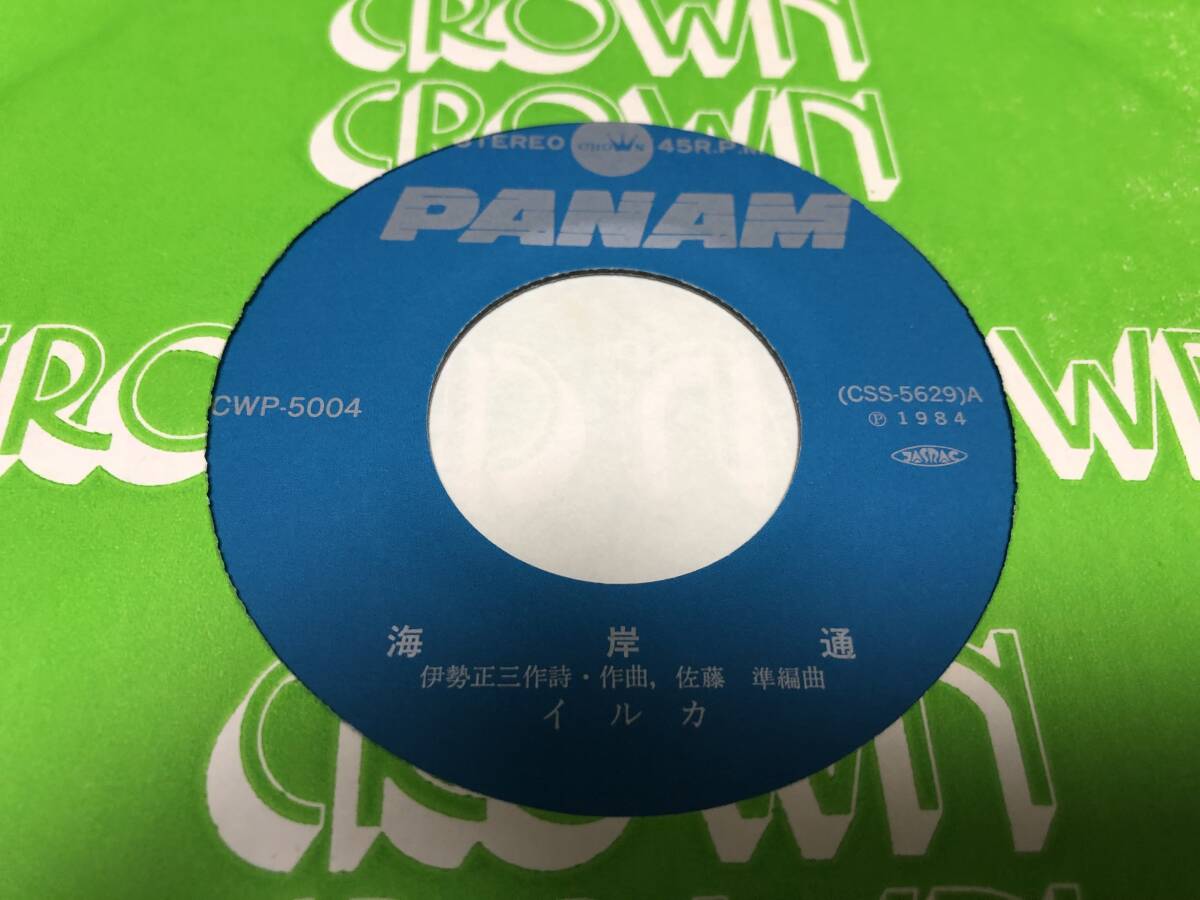 CROWN
CROWN
STEREO CROWN 45R.P.M
PANAM
CROWN
CWP-5004
(CSS-5629)A
Ⓟ 1984
JASRAC
海岸通
伊勢正三作詩・作曲, 佐藤 準編曲
イルカ
CROWN
CROWN